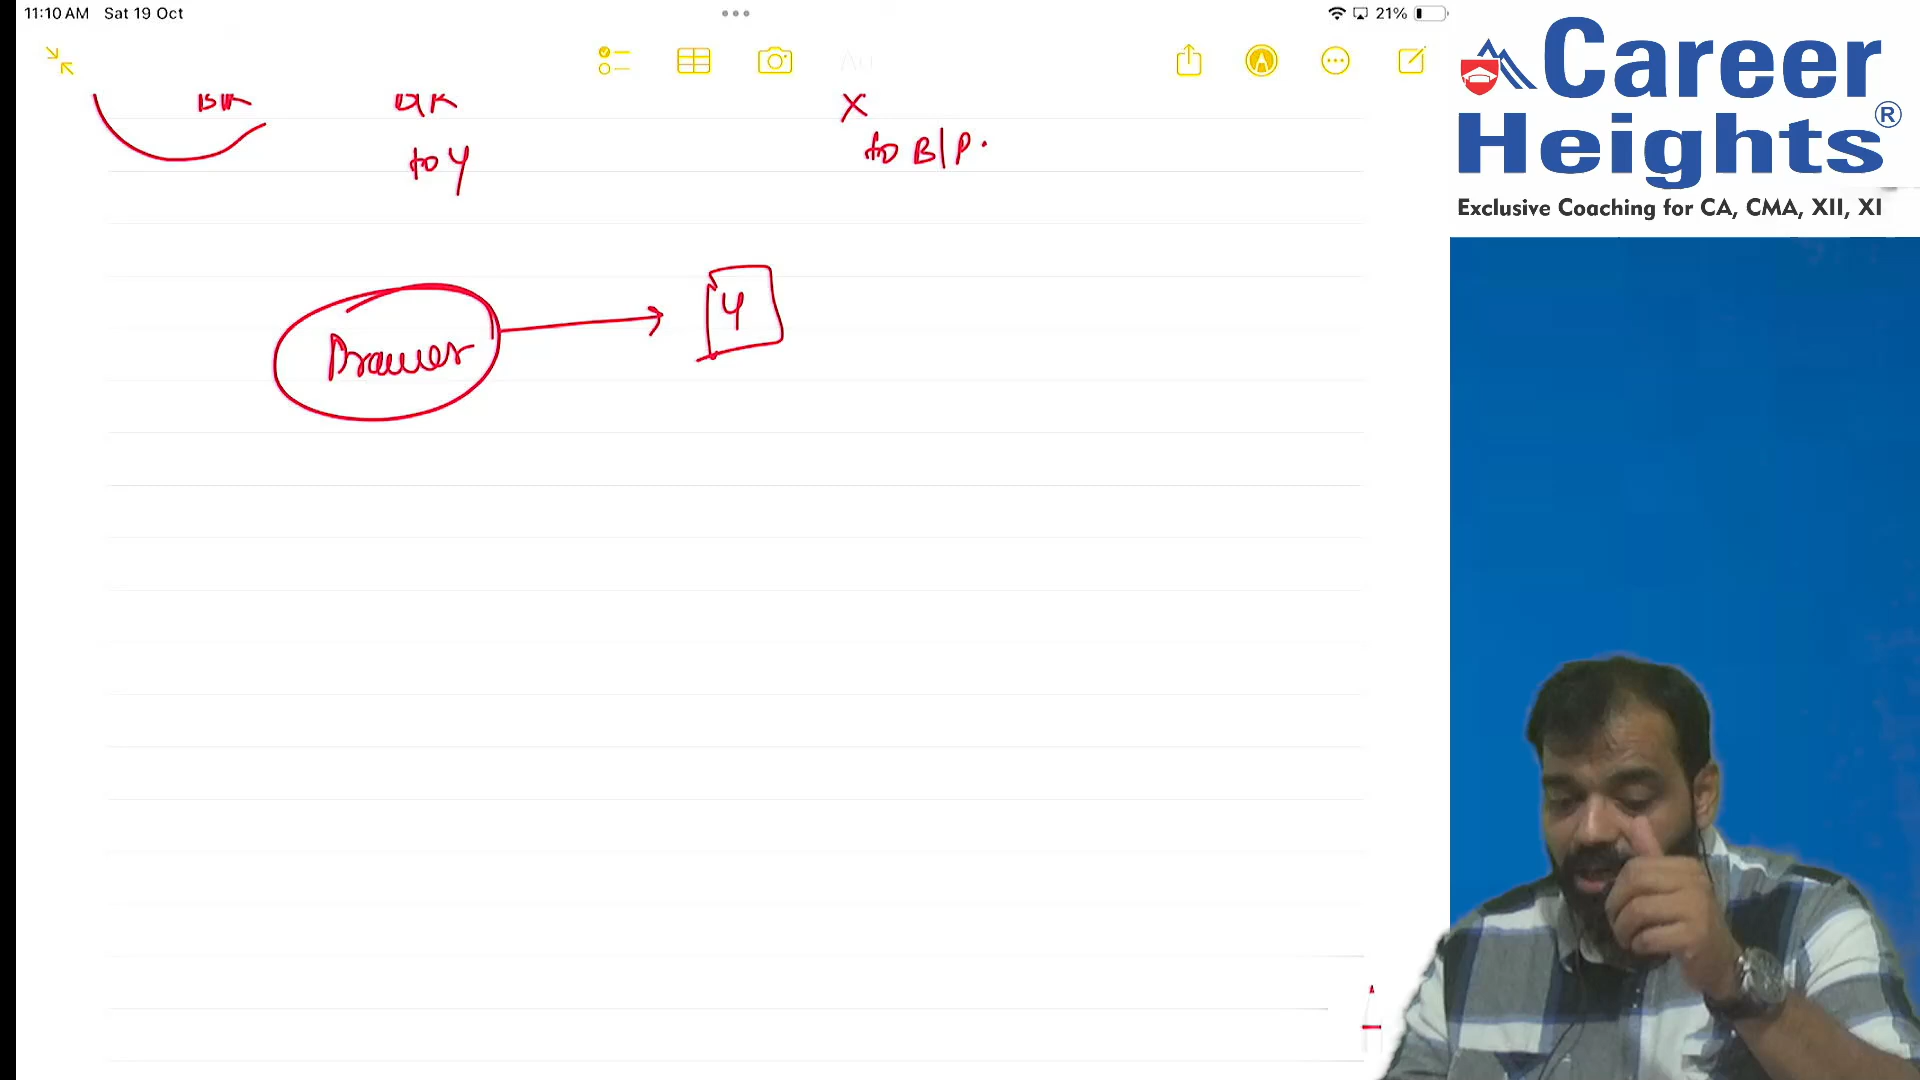 11:10 AM Sat 19 Oct
21%
Career
Heights®
Exclusive Coaching for CA, CMA, XII, XI
X
to Y
to B/P.
Drawer
Y